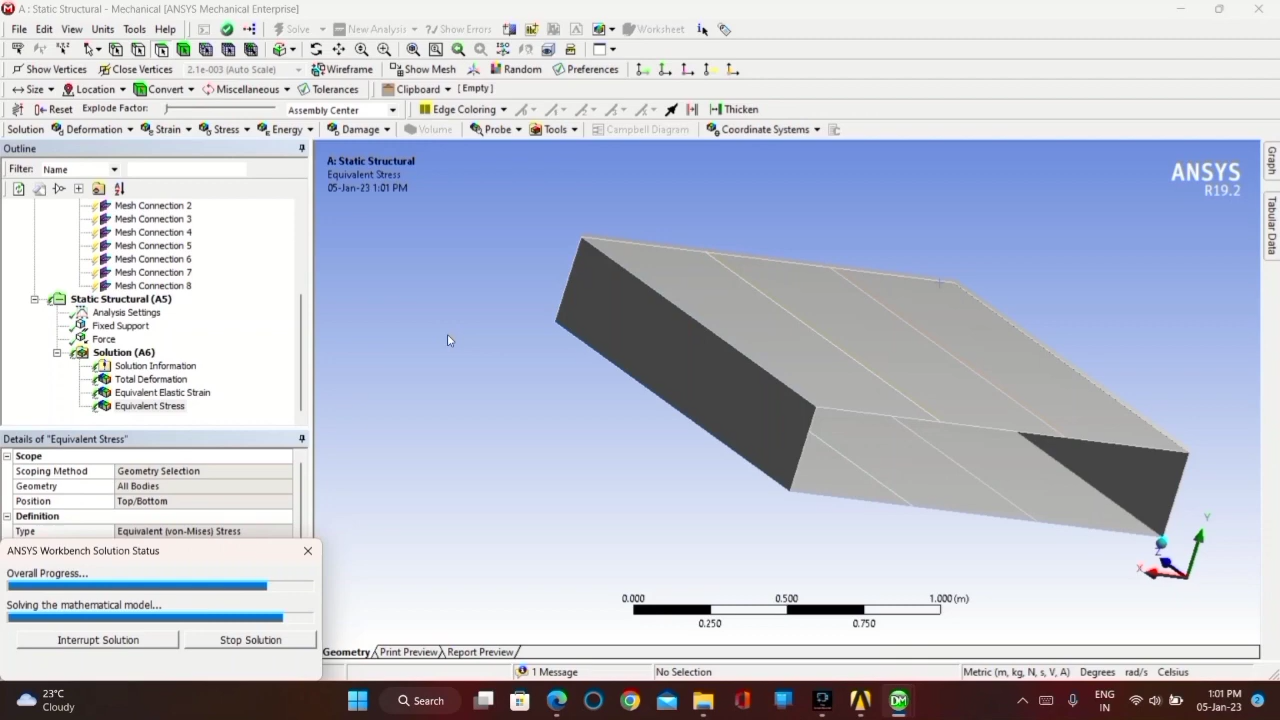 A : Static Structural - Mechanical [ANSYS Mechanical Enterprise]
File Edit View Units Tools Help Solve New Analysis Show Errors Worksheet
Show Vertices Close Vertices 2.1e-003 (Auto Scale) Wireframe Show Mesh Random Preferences
Size Location Convert Miscellaneous Tolerances Clipboard [Empty]
Reset Explode Factor: Assembly Center Edge Coloring Thicken
Solution Deformation Strain Stress Energy Damage Volume Probe Tools Campbell Diagram Coordinate Systems
Outline
Filter: Name
Mesh Connection 2
Mesh Connection 3
Mesh Connection 4
Mesh Connection 5
Mesh Connection 6
Mesh Connection 7
Mesh Connection 8
Static Structural (A5)
Analysis Settings
Fixed Support
Force
Solution (A6)
Solution Information
Total Deformation
Equivalent Elastic Strain
Equivalent Stress
Details of "Equivalent Stress"
Scope
Scoping Method Geometry Selection
Geometry All Bodies
Position Top/Bottom
Definition
Type Equivalent (von-Mises) Stress
ANSYS Workbench Solution Status
Overall Progress...
Solving the mathematical model...
Interrupt Solution Stop Solution
A: Static Structural
Equivalent Stress
05-Jan-23 1:01 PM
ANSYS
R19.2
Graph
Tabular Data
Y
Z
X
0.000 0.500 1.000 (m)
0.250 0.750
Geometry Print Preview Report Preview
1 Message No Selection Metric (m, kg, N, s, V, A) Degrees rad/s Celsius
23°C
Cloudy
Search
DM
ENG
IN
1:01 PM
05-Jan-23
2